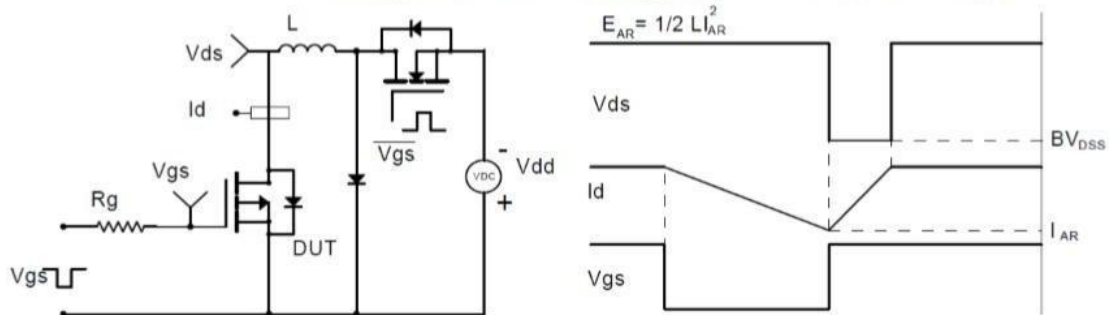 L
Vds
Id
Vgs
Vgs
Rg
DUT
Vgs
VDC
-
+
Vdd
E_AR = 1/2 LI_AR^2
Vds
BV_DSS
Id
I_AR
Vgs